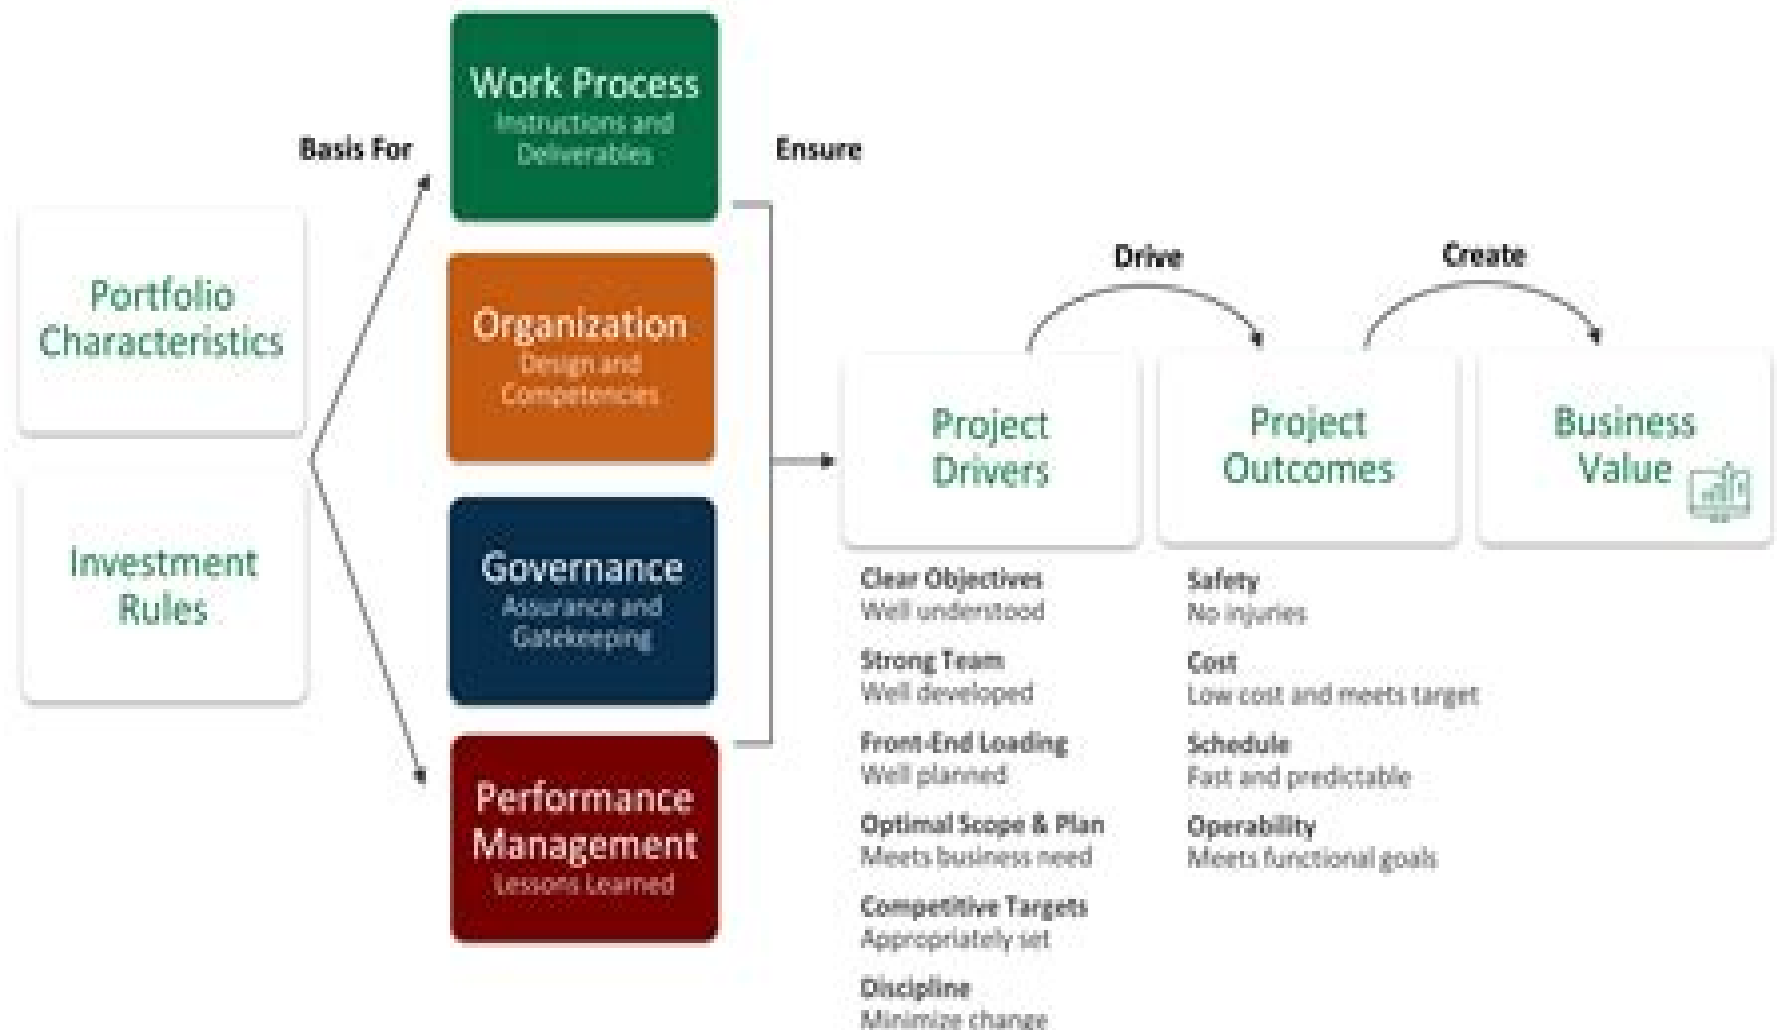 Basis For
Portfolio
Characteristics
Investment
Rules
Work Process
Instructions and
Deliverables
Organization
Design and
Competencies
Governance
Assurance and
Gatekeeping
Performance
Management
Lessons Learned
Ensure
Drive
Create
Project
Drivers
Clear Objectives
Well understood
Strong Team
Well developed
Front-End Loading
Well planned
Optimal Scope & Plan
Meets business need
Competitive Targets
Appropriately set
Discipline
Minimize change
Project
Outcomes
Safety
No injuries
Cost
Low cost and meets target
Schedule
Fast and predictable
Operability
Meets functional goals
Business
Value